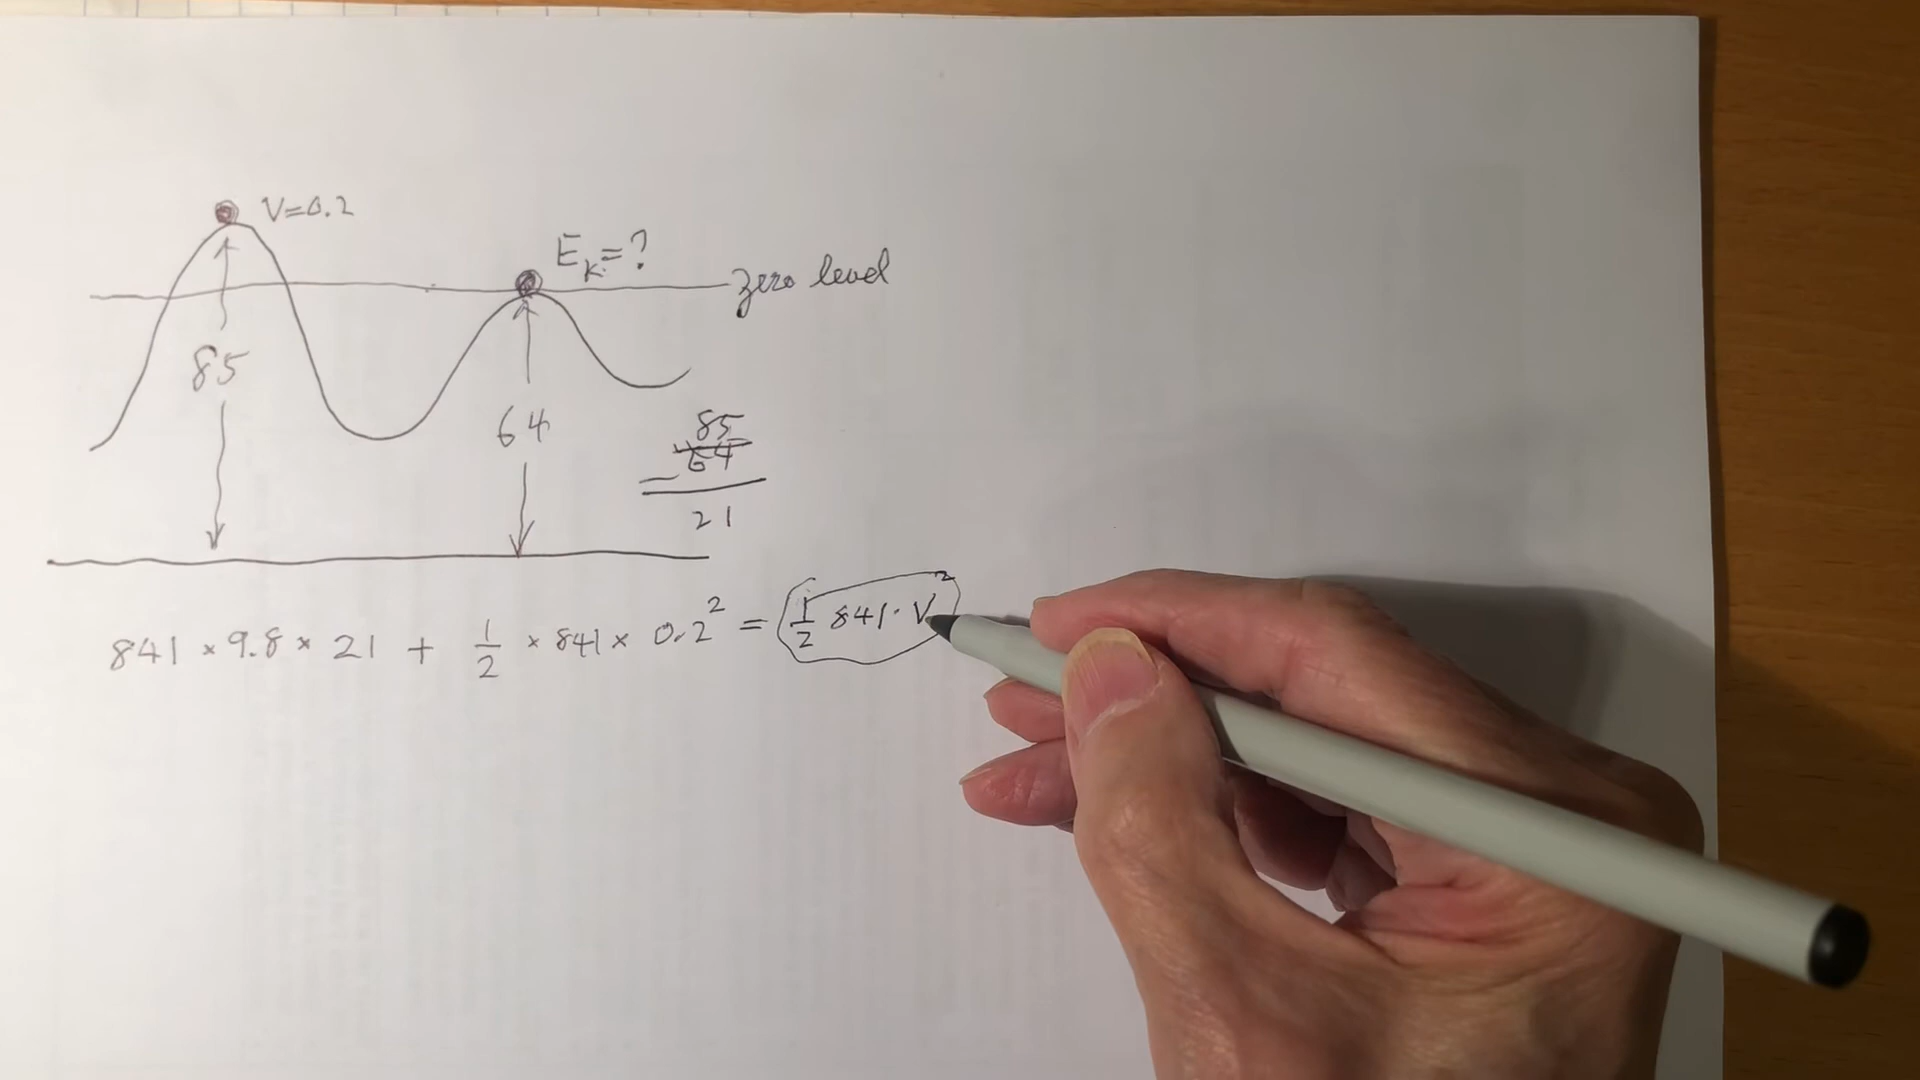 V=0.2
E_k=?
zero level
85
64
85
- 64
21
841 × 9.8 × 21 + 1/2 × 841 × 0.2² = 1/2 841 · V²